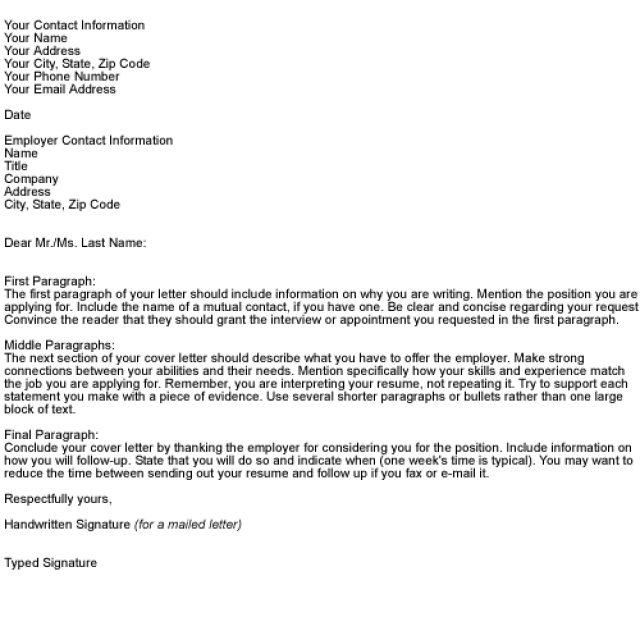 Your Contact Information
Your Name
Your Address
Your City, State, Zip Code
Your Phone Number
Your Email Address
Date
Employer Contact Information
Name
Title
Company
Address
City, State, Zip Code
Dear Mr./Ms. Last Name:
First Paragraph:
The first paragraph of your letter should include information on why you are writing. Mention the position you are
applying for. Include the name of a mutual contact, if you have one. Be clear and concise regarding your request
Convince the reader that they should grant the interview or appointment you requested in the first paragraph.
Middle Paragraphs:
The next section of your cover letter should describe what you have to offer the employer. Make strong
connections between your abilities and their needs. Mention specifically how your skills and experience match
the job you are applying for. Remember, you are interpreting your resume, not repeating it. Try to support each
statement you make with a piece of evidence. Use several shorter paragraphs or bullets rather than one large
block of text.
Final Paragraph:
Conclude your cover letter by thanking the employer for considering you for the position. Include information on
how you will follow-up. State that you will do so and indicate when (one week's time is typical). You may want to
reduce the time between sending out your resume and follow up if you fax or e-mail it.
Respectfully yours,
Handwritten Signature (for a mailed letter)
Typed Signature